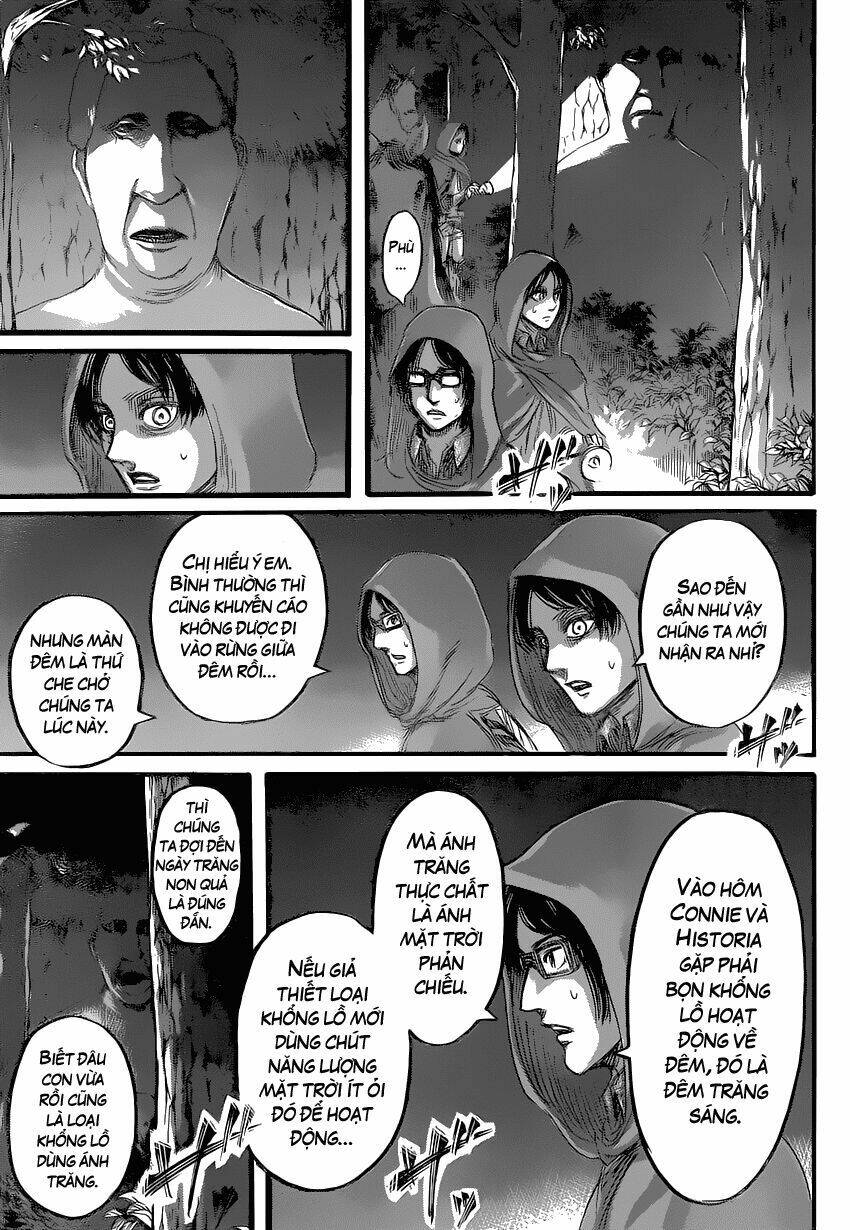 Phù
...
Sao đến
gần như vậy
chúng ta mới
nhận ra nhỉ?
Chị hiểu ý em.
Bình thường thì
cũng khuyến cáo
không được đi
vào rừng giữa
đêm rồi...
nhưng màn
đêm là thứ
che chở
chúng ta
lúc này.
Vào hôm
Connie và
Historia
gặp phải
bọn khổng
lồ hoạt
động về
đêm, đó là
đêm trăng
sáng.
Mà ánh
trăng
thực chất
là ánh
mặt trời
phản
chiếu.
Nếu giả
thiết loại
khổng lồ mới
dùng chút
năng lượng
mặt trời ít ỏi
đó để hoạt
động...
Thì
chúng
ta đợi đến
ngày trăng
non quả
là đúng
đắn.
Biết đâu
con vừa
rồi cũng
là loại
khổng lồ
dùng ánh
trăng.